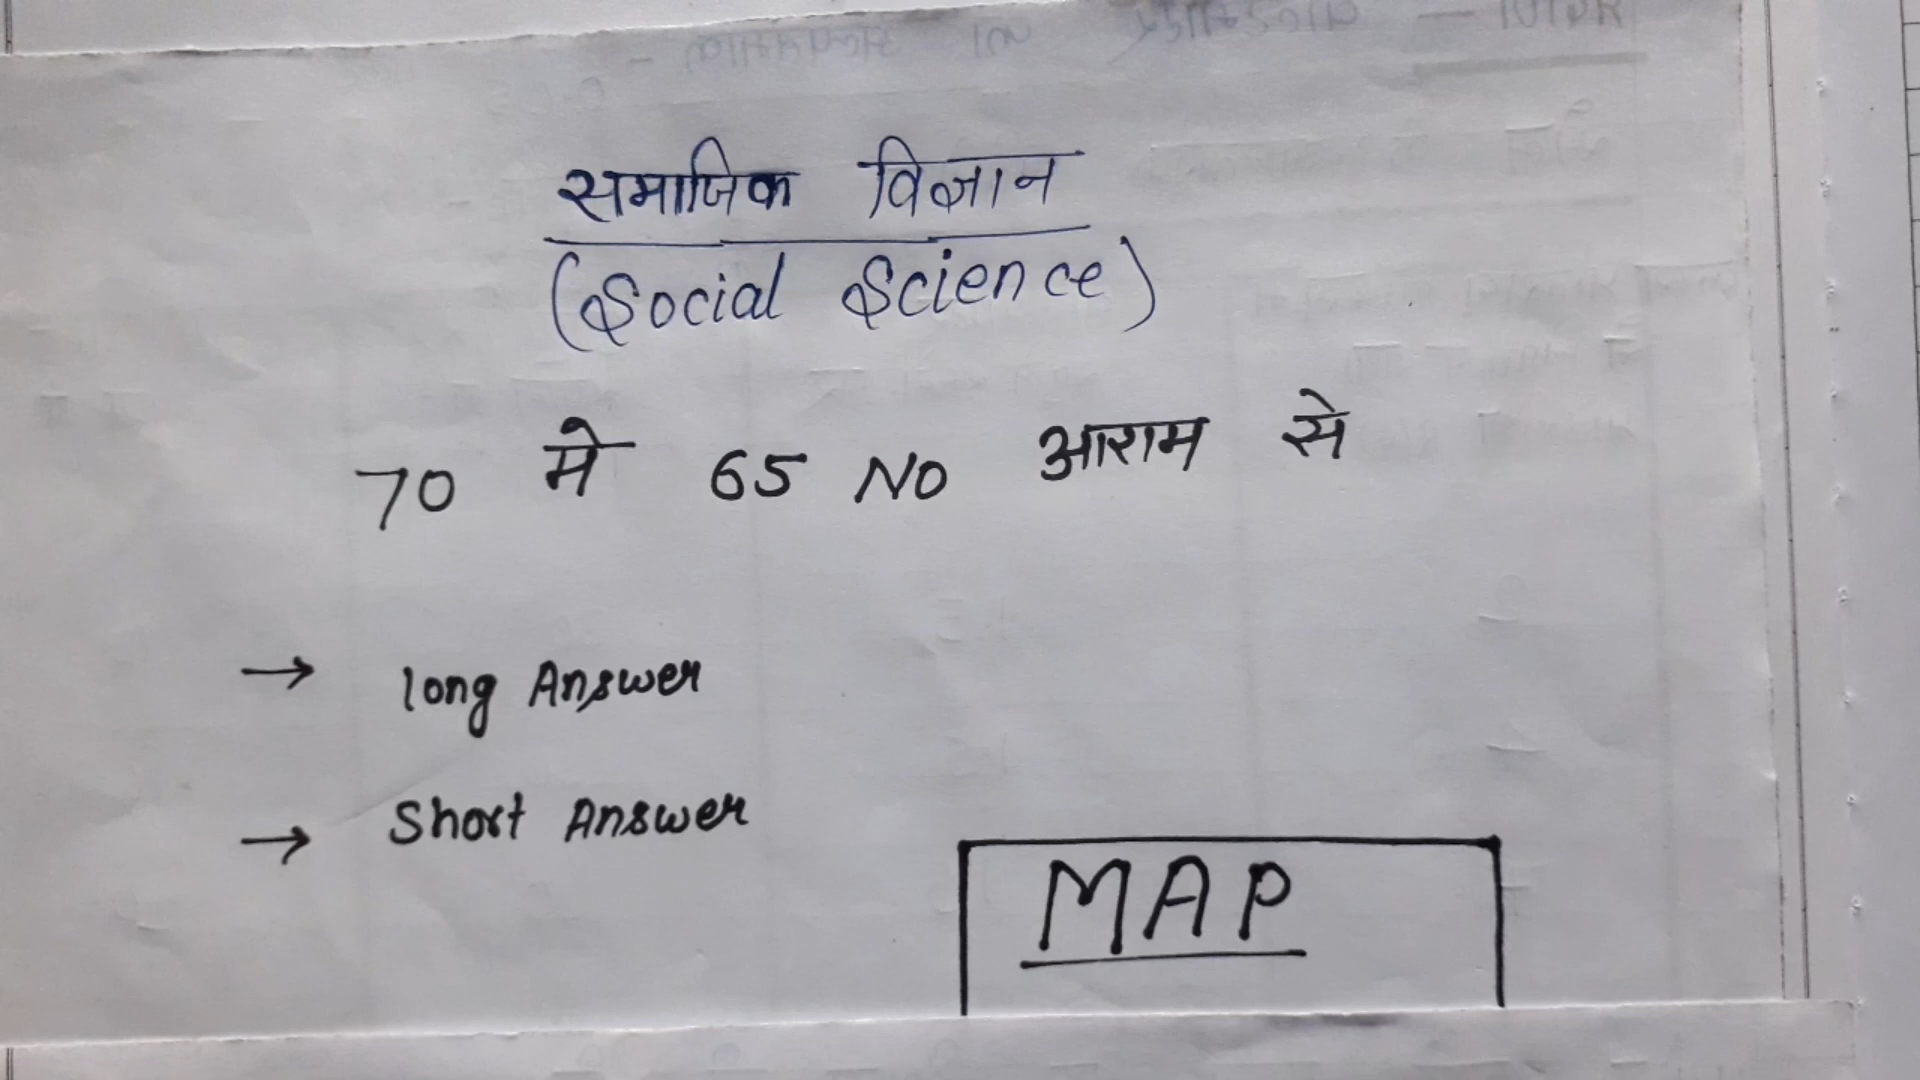 समाजिक विज्ञान
(Social Science)
70 मे 65 NO आराम से
→ long Answer
→ Short Answer
MAP